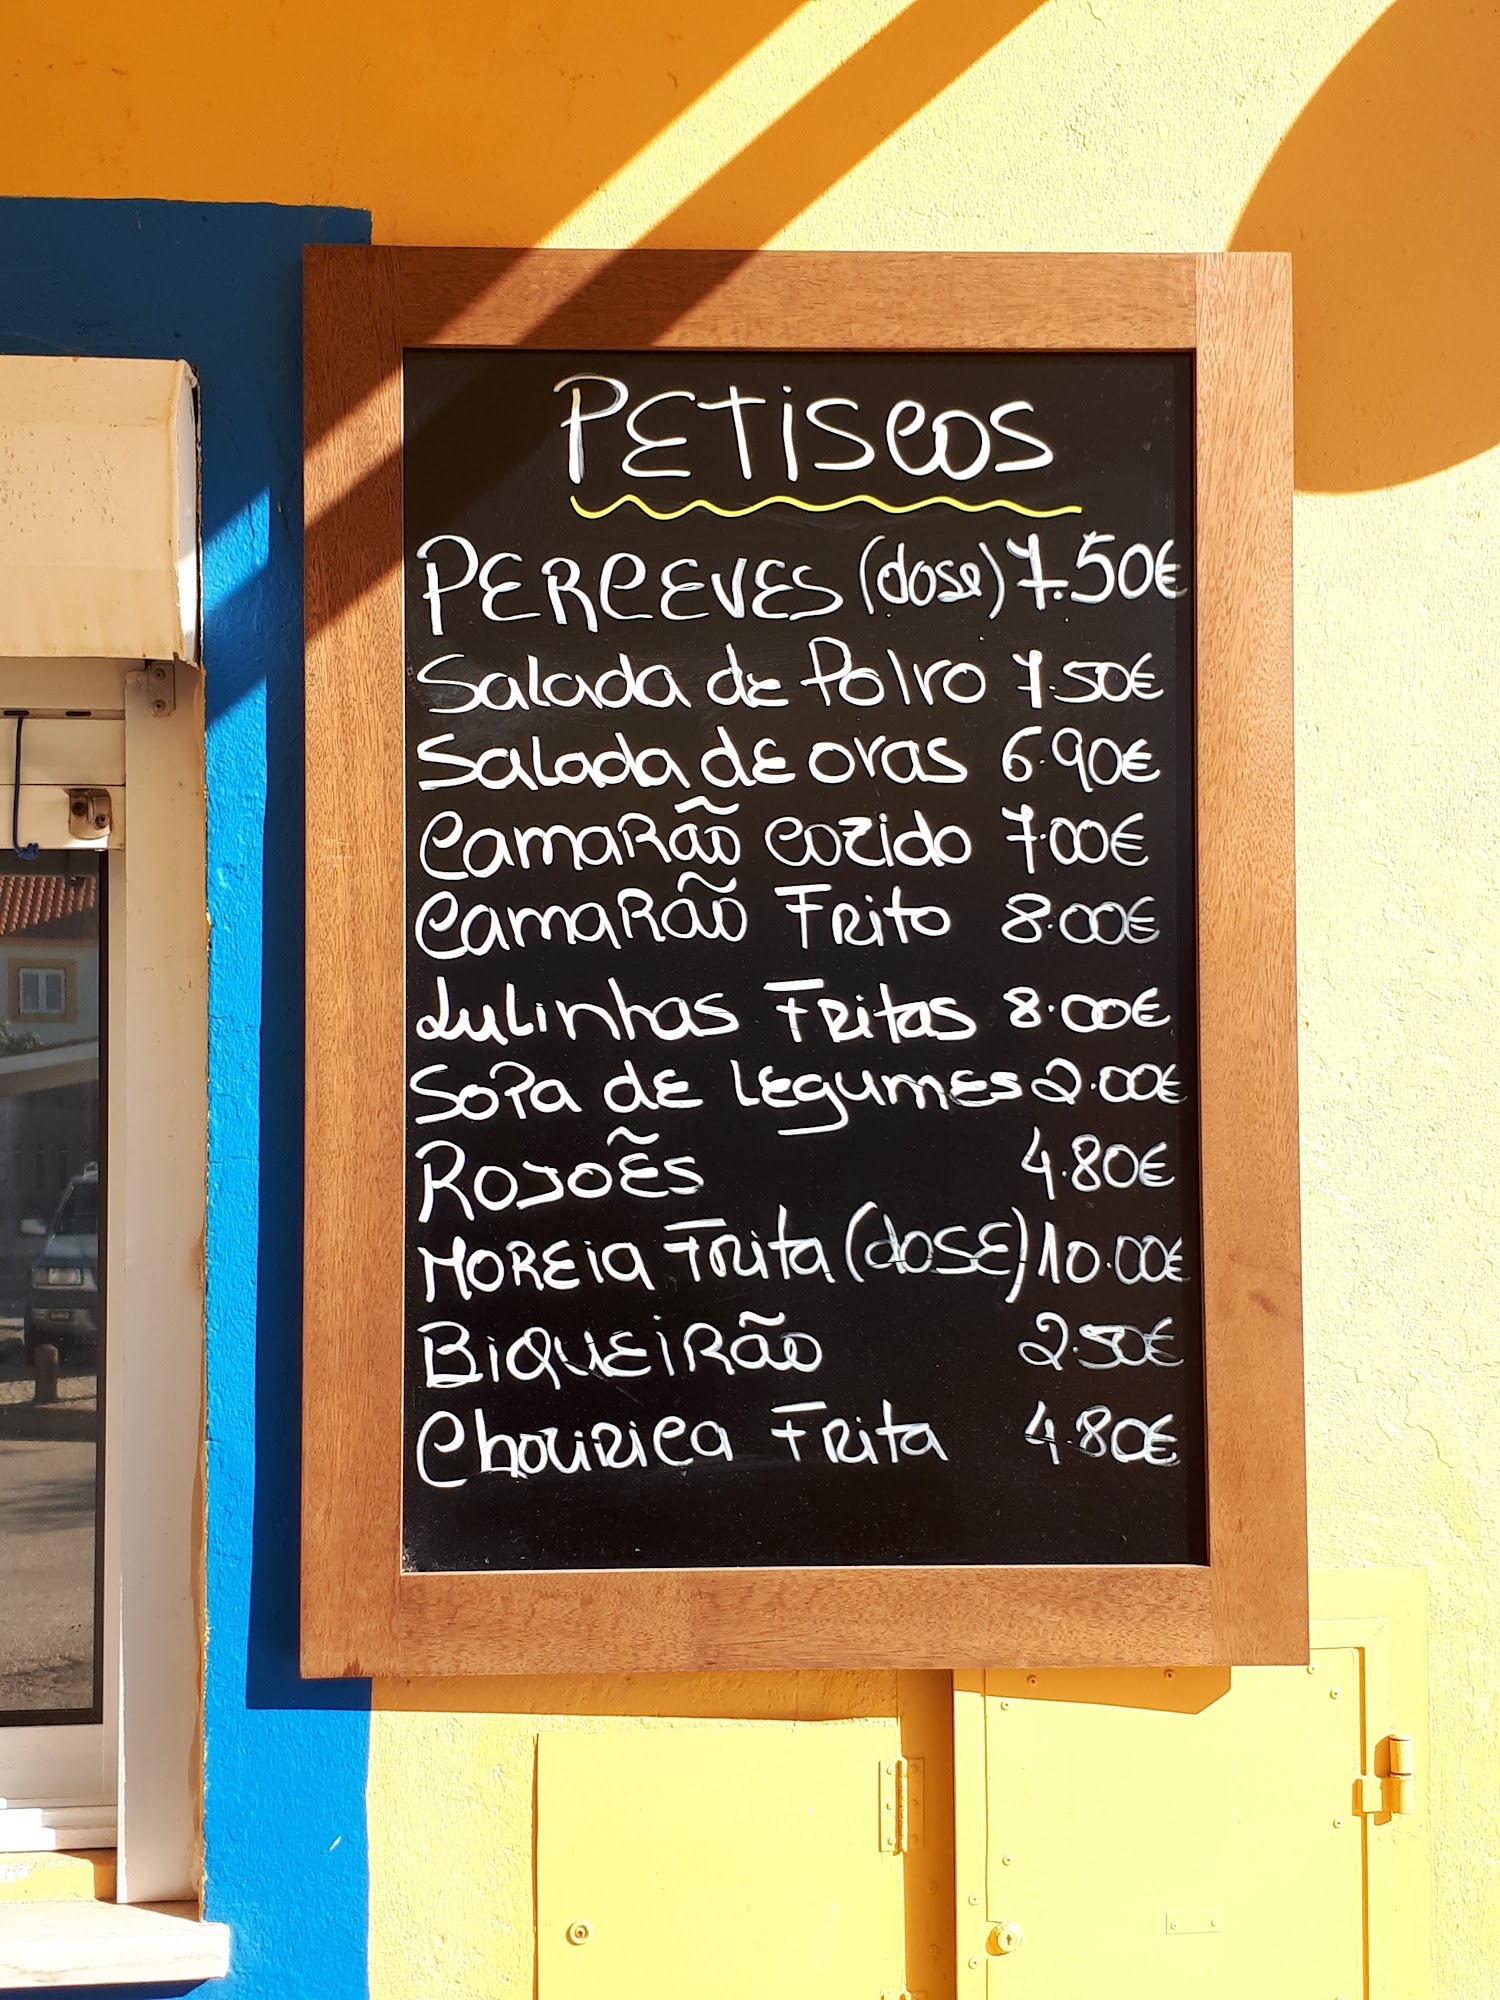 PETISCOS
PERCEVES (dose) 7.50€
Salada de Polvo 7.50€
Salada de ovas 6.90€
Camarão cozido 7.00€
Camarão Frito 8.00€
Lulinhas Fritas 8.00€
Sopa de legumes 2.00€
ROJOÊS 4.80€
MOREIA Frita (dose) 10.00€
BIQUEIRÃO 2.50€
Chouriça Frita 4.80€